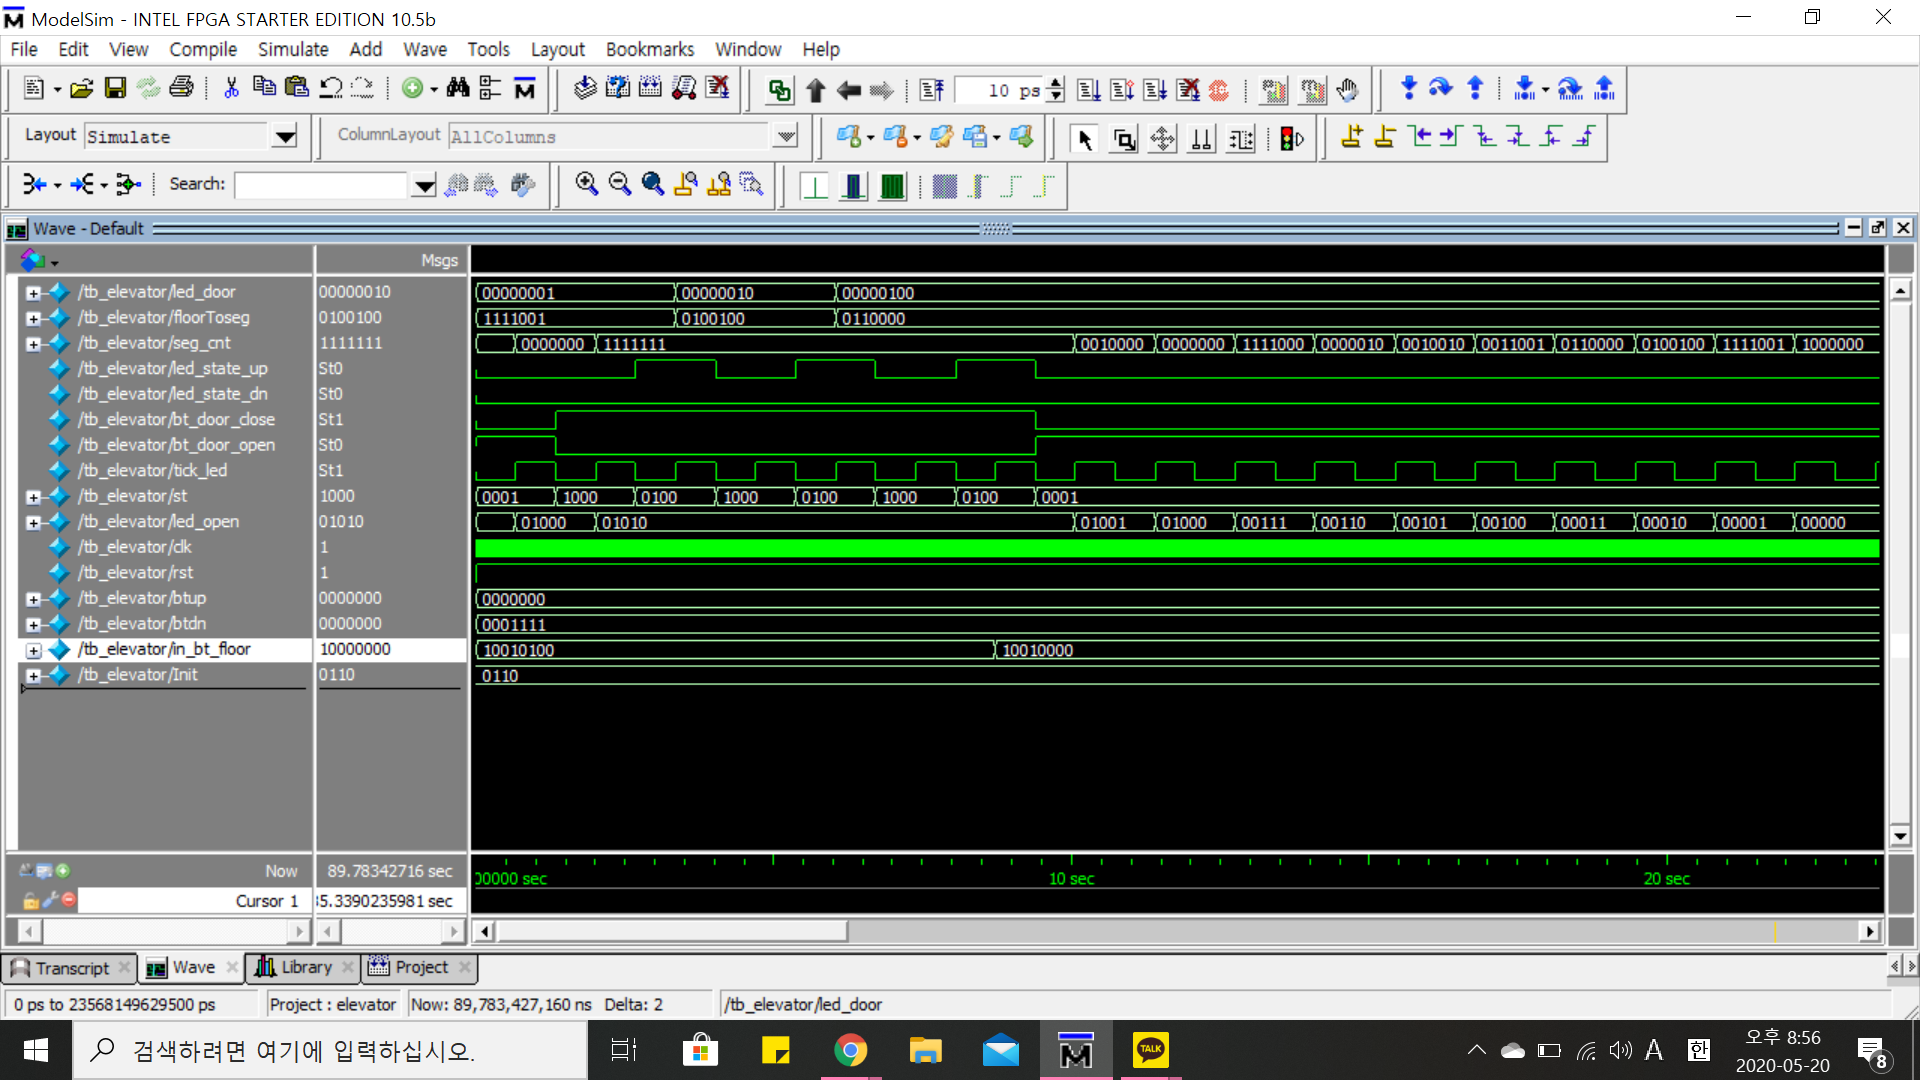 ModelSim - INTEL FPGA STARTER EDITION 10.5b
File Edit View Compile Simulate Add Wave Tools Layout Bookmarks Window Help
10 ps
Layout Simulate
ColumnLayout AllColumns
Search:
Wave - Default
Msgs
/tb_elevator/led_door 00000010 00000001 00000010 00000100
/tb_elevator/floorToseg 0100100 1111001 0100100 0110000
/tb_elevator/seg_cnt 1111111 0000000 1111111 0010000 0000000 1111000 0000010 0010010 0011001 0110000 0100100 1111001 1000000
/tb_elevator/led_state_up St0
/tb_elevator/led_state_dn St0
/tb_elevator/bt_door_close St1
/tb_elevator/bt_door_open St0
/tb_elevator/tick_led St1
/tb_elevator/st 1000 0001 1000 0100 1000 0100 1000 0100 0001
/tb_elevator/led_open 01010 01000 01010 01001 01000 00111 00110 00101 00100 00011 00010 00001 00000
/tb_elevator/clk 1
/tb_elevator/rst 1
/tb_elevator/btup 0000000 0000000
/tb_elevator/btdn 0000000 0001111
/tb_elevator/in_bt_floor 10000000 10010100 10010000
/tb_elevator/Init 0110 0110
Now 89.78342716 sec 00000 sec 10 sec 20 sec
Cursor 1 35.3390235981 sec
Transcript Wave Library Project
0 ps to 23568149629500 ps Project : elevator Now: 89,783,427,160 ns Delta: 2 /tb_elevator/led_door
검색하려면 여기에 입력하십시오.
TALK
A 한
오후 8:56
2020-05-20
8